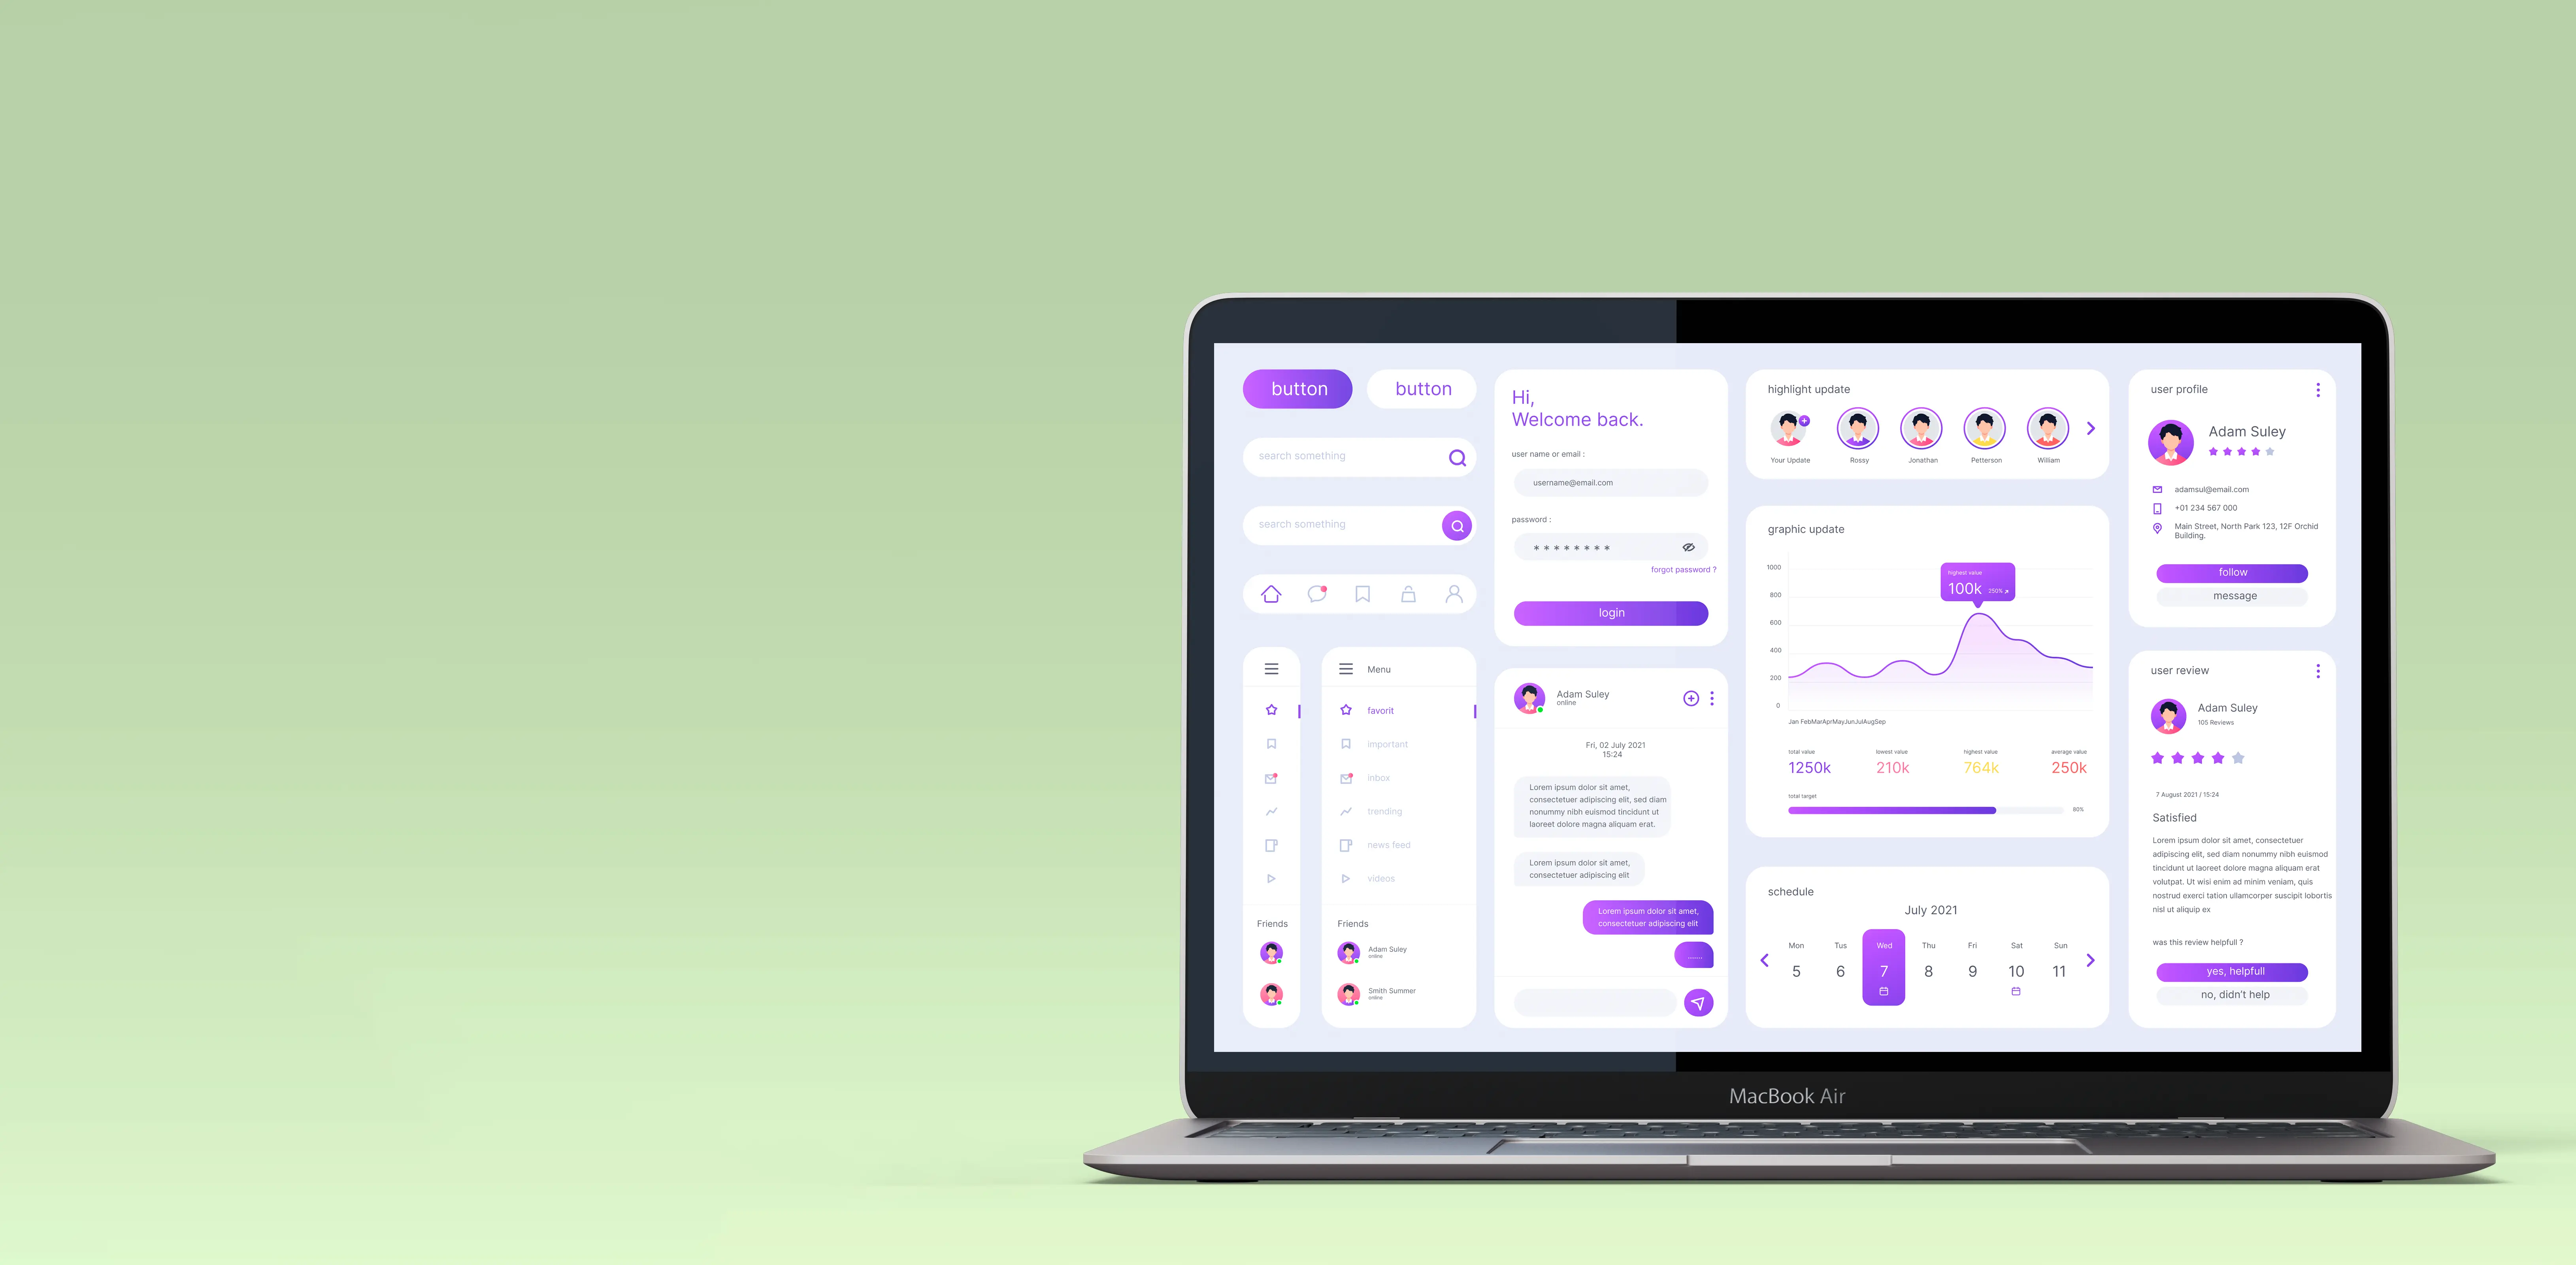 button
button
search something
search something
Menu
favorit
important
inbox
trending
news feed
videos
Friends
Friends
Adam Suley
online
Smith Summer
online
Hi,
Welcome back.
user name or email :
username@email.com
password :
********
forgot password ?
login
Adam Suley
online
Fri, 02 July 2021
15:24
Lorem ipsum dolor sit amet,
consectetuer adipiscing elit, sed diam
nonummy nibh euismod tincidunt ut
laoreet dolore magna aliquam erat.
Lorem ipsum dolor sit amet,
consectetuer adipiscing elit
Lorem ipsum dolor sit amet,
consectetuer adipiscing elit
.......
highlight update
Your Update
Rossy
Jonathan
Petterson
William
graphic update
1000
800
600
400
200
0
highest value
100k 250%
Jan FebMarAprMayJunJulAugSep
total value
1250k
lowest value
210k
highest value
764k
average value
250k
total target
80%
schedule
July 2021
Mon Tus Wed Thu Fri Sat Sun
5 6 7 8 9 10 11
user profile
Adam Suley
adamsul@email.com
+01 234 567 000
Main Street, North Park 123, 12F Orchid
Building.
follow
message
user review
Adam Suley
105 Reviews
7 August 2021 / 15:24
Satisfied
Lorem ipsum dolor sit amet, consectetuer
adipiscing elit, sed diam nonummy nibh euismod
tincidunt ut laoreet dolore magna aliquam erat
volutpat. Ut wisi enim ad minim veniam, quis
nostrud exerci tation ullamcorper suscipit lobortis
nisl ut aliquip ex
was this review helpfull ?
yes, helpfull
no, didn't help
MacBook Air